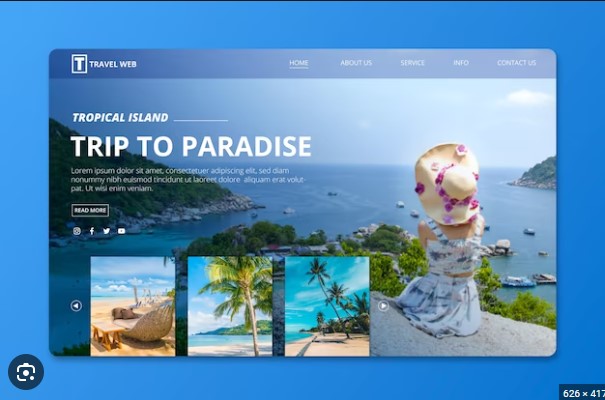 T TRAVEL WEB
HOME ABOUT US SERVICE INFO CONTACT US
TROPICAL ISLAND
TRIP TO PARADISE
Lorem ipsum dolor sit amet, consectetuer adipiscing elit, sed diam
nonummy nibh euismod tincidunt ut laoreet dolore aliquam erat volut-
pat. Ut wisi enim veniam.
READ MORE
626 × 417